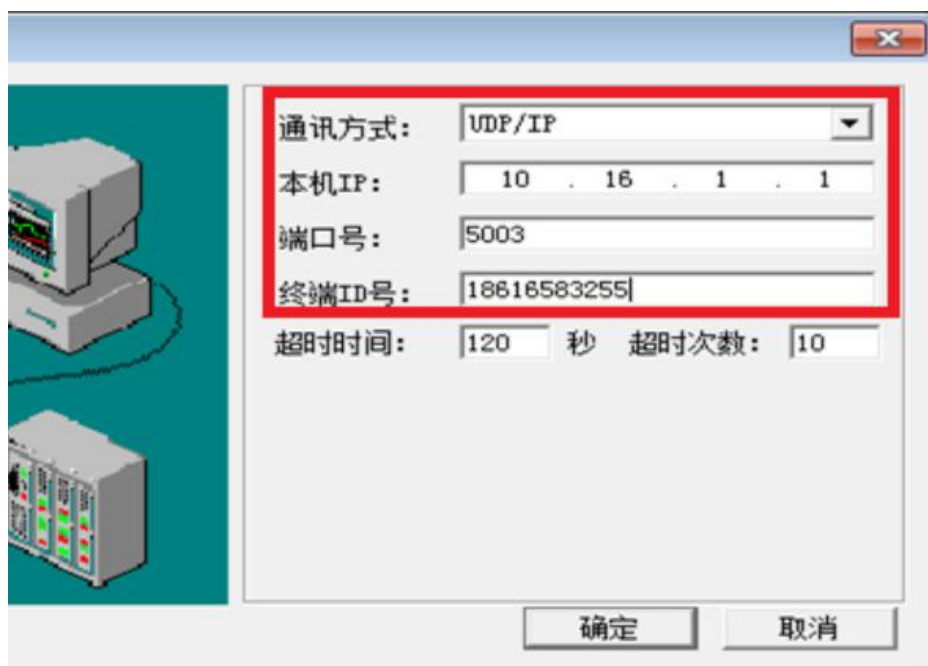 通讯方式： UDP/IP
本机IP： 10 . 16 . 1 . 1
端口号： 5003
终端ID号： 18616583255
超时时间： 120 秒 超时次数： 10
确定 取消